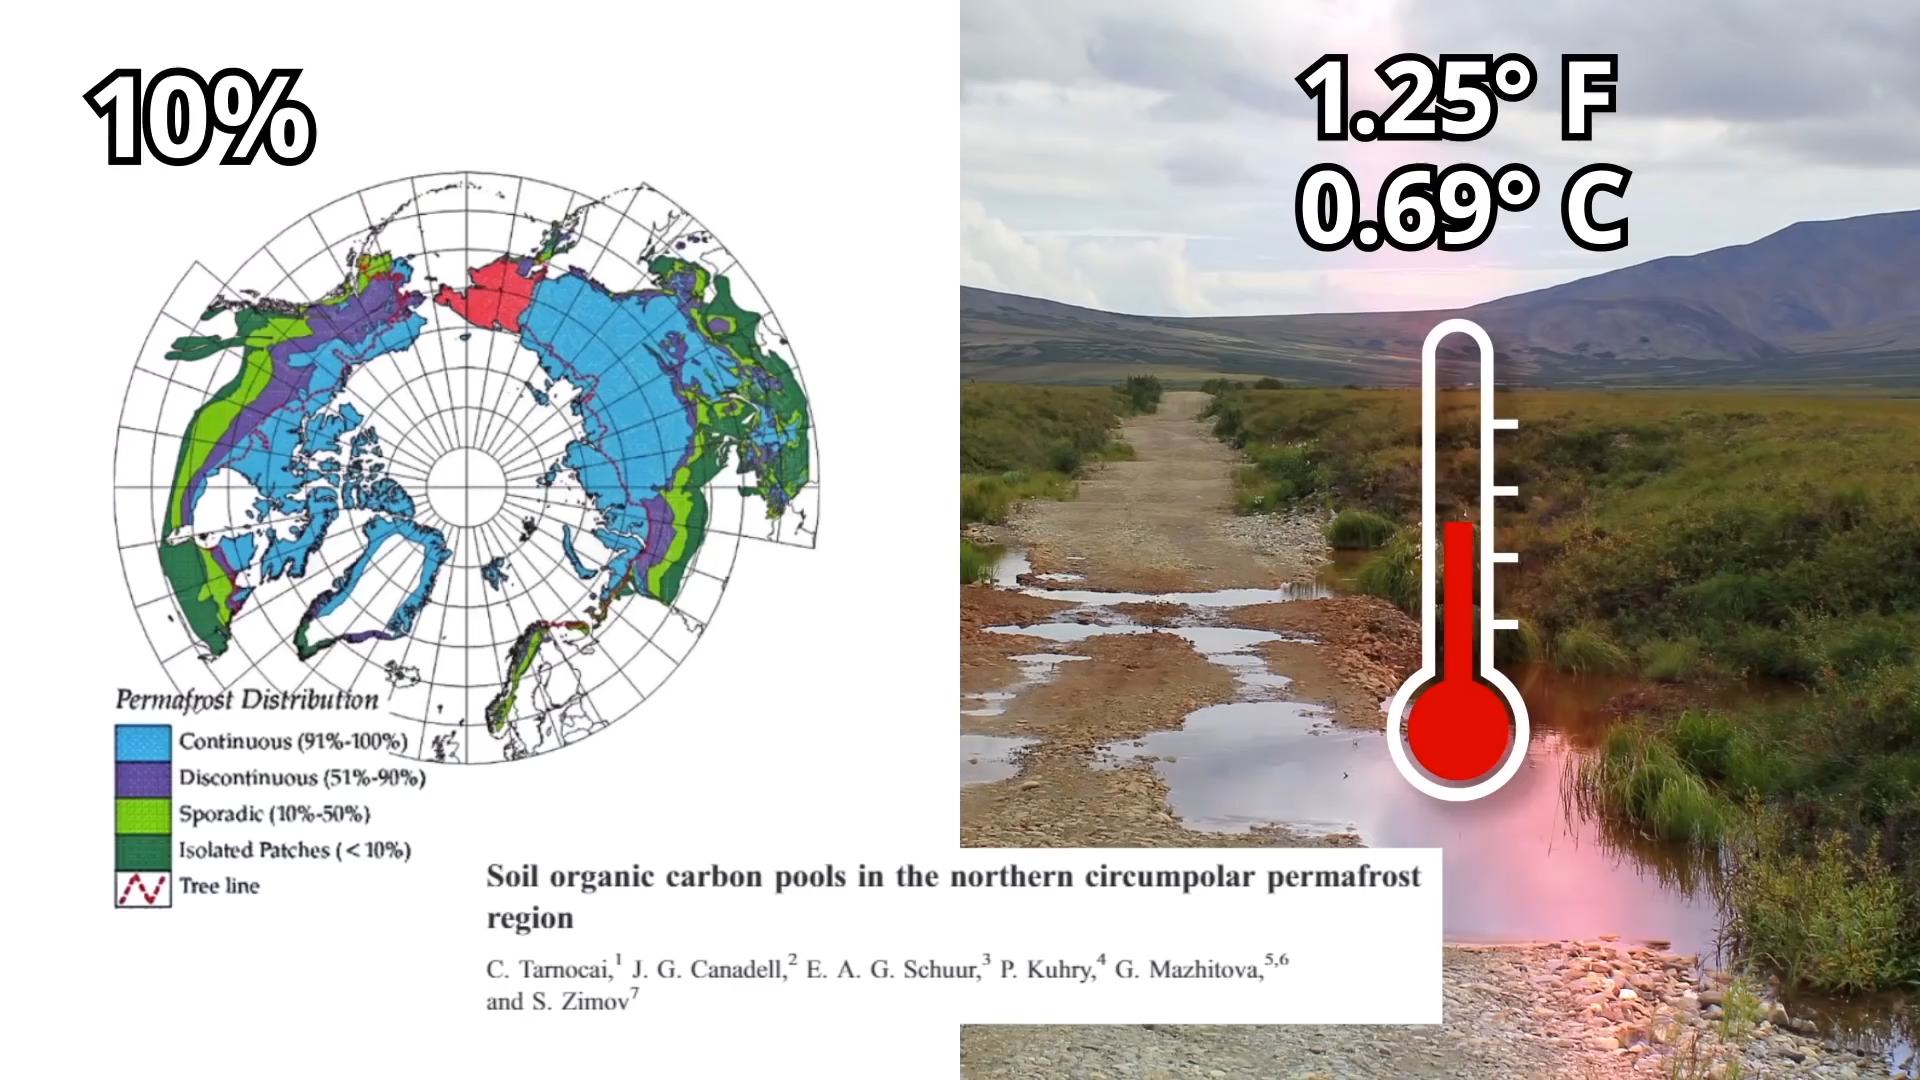 10%
1.25° F
0.69° C
Permafrost Distribution
Continuous (91%-100%)
Discontinuous (51%-90%)
Sporadic (10%-50%)
Isolated Patches (<10%)
Tree line
Soil organic carbon pools in the northern circumpolar permafrost
region
C. Tarnocai,1 J. G. Canadell,2 E. A. G. Schuur,3 P. Kuhry,4 G. Mazhitova,5,6
and S. Zimov7